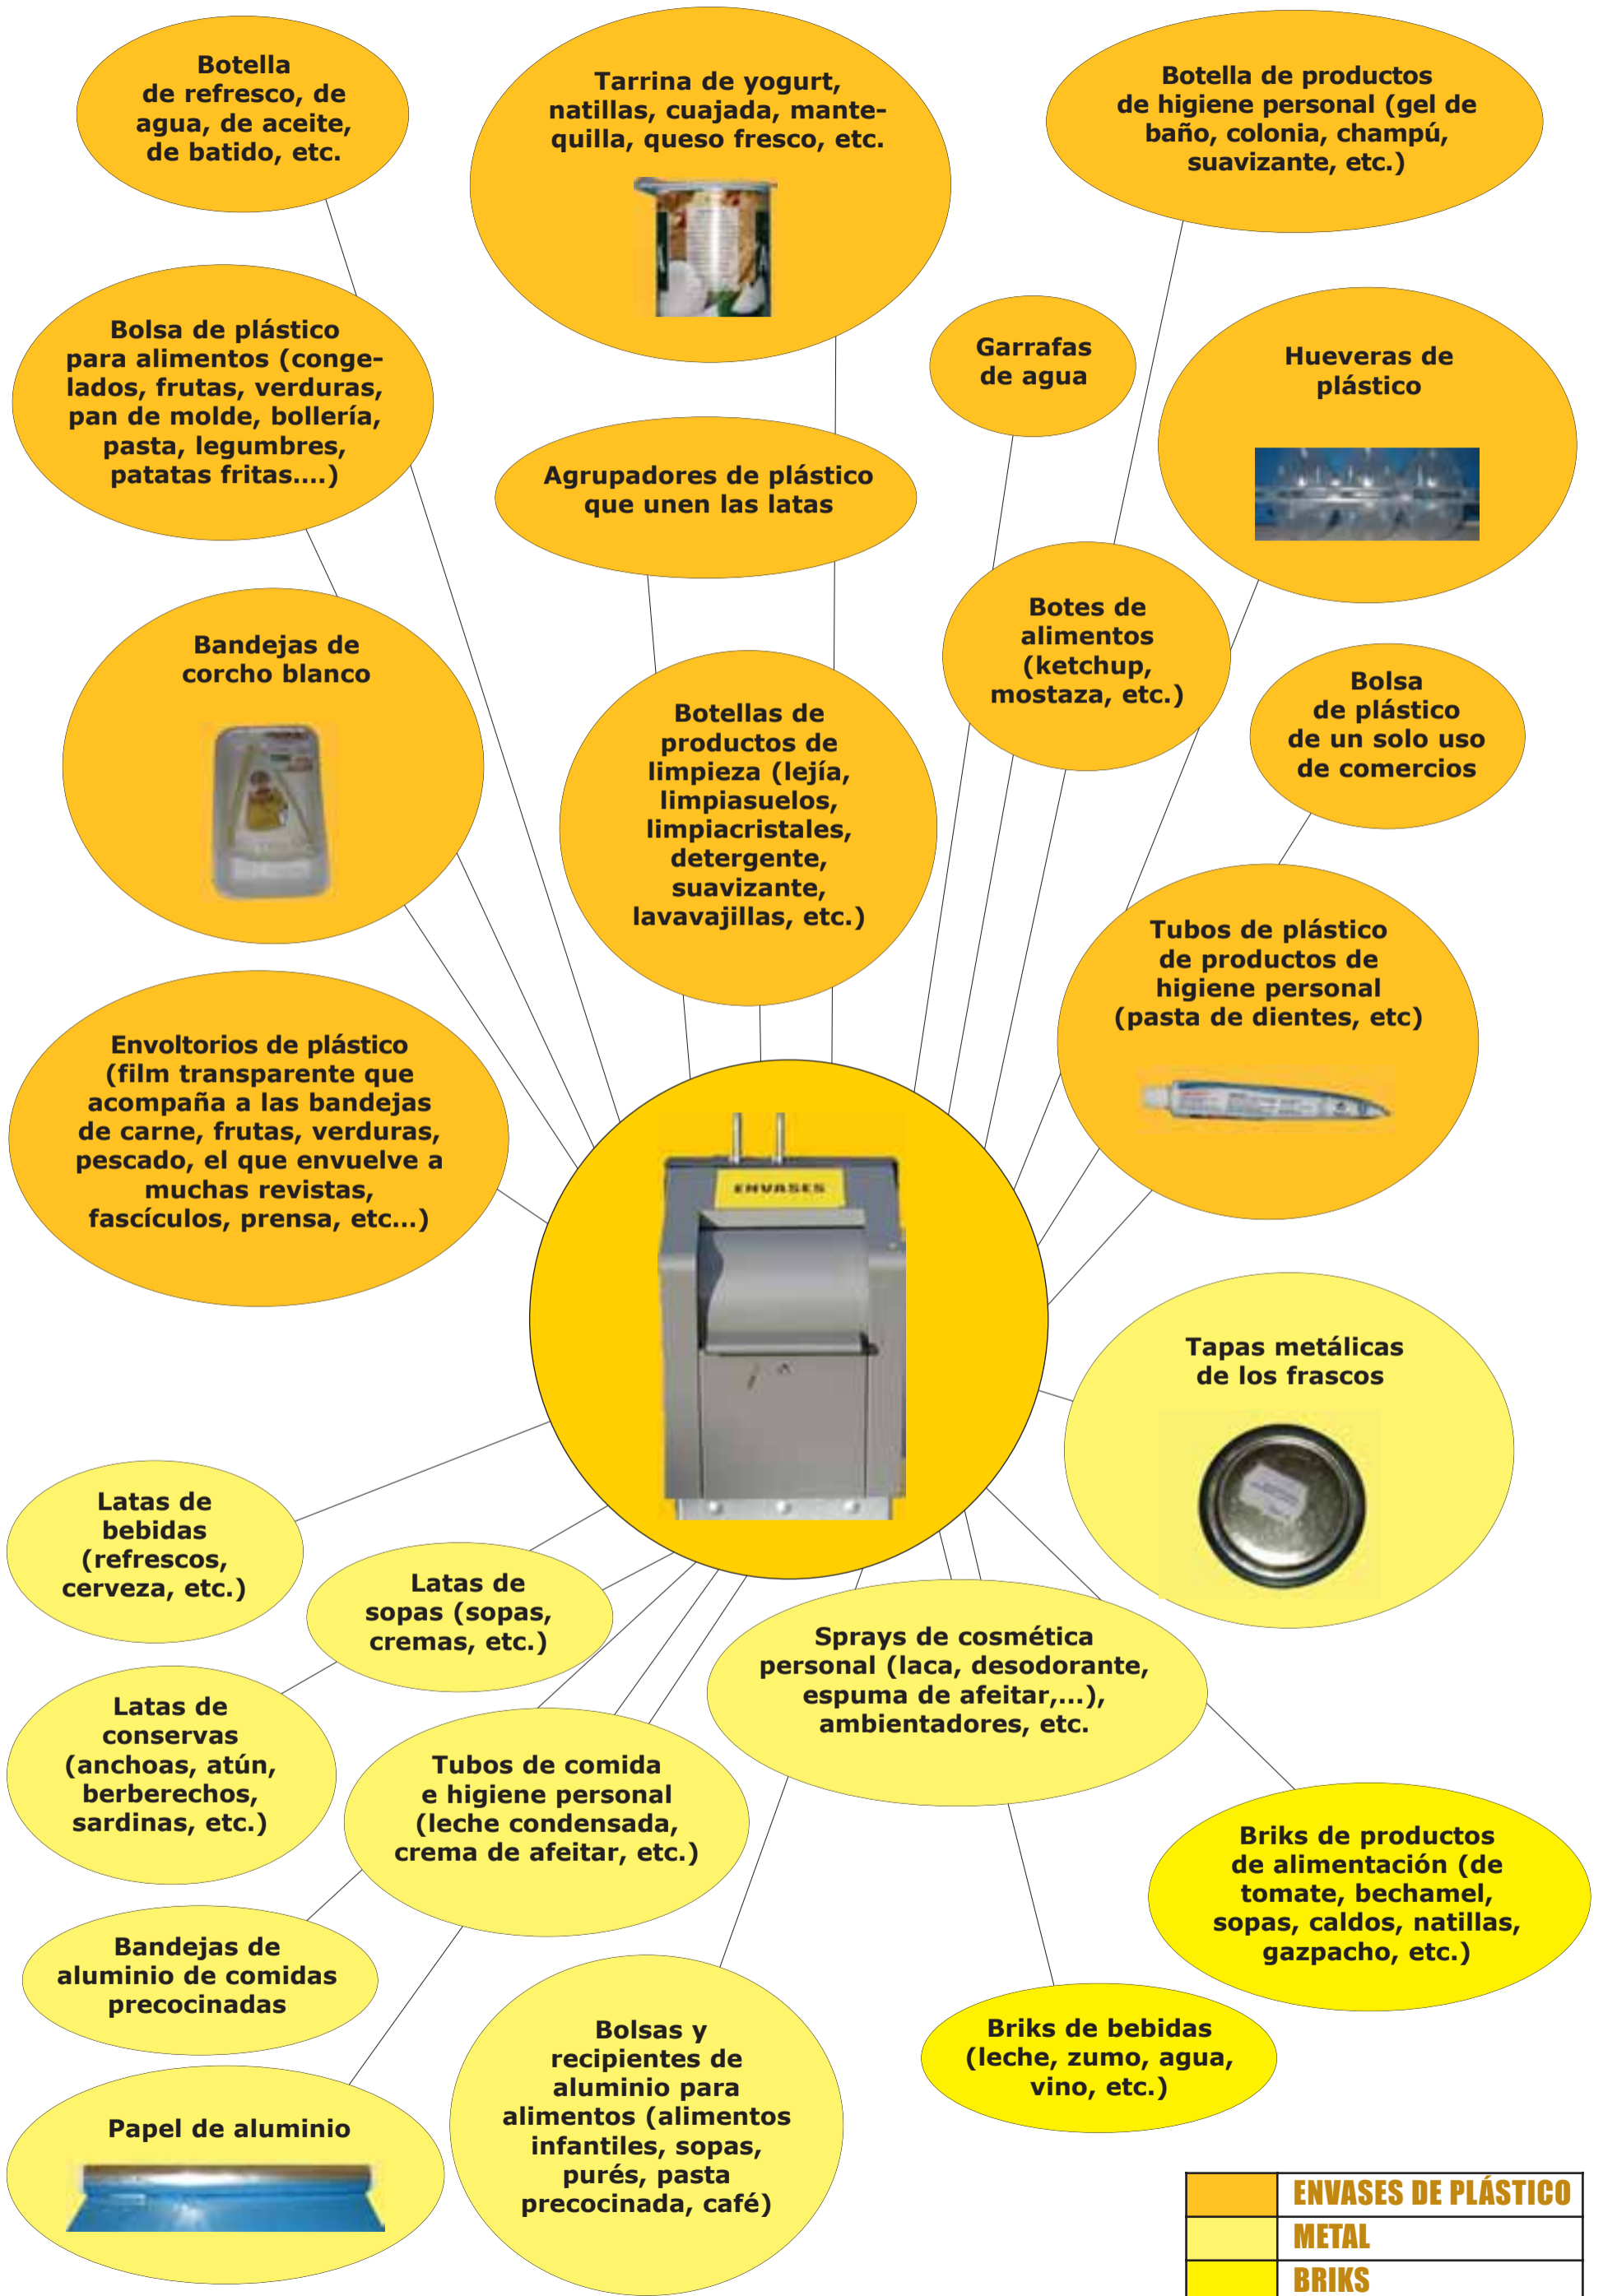 Botella
de refresco, de
agua, de aceite,
de batido, etc.
Tarrina de yogurt,
natillas, cuajada, mante-
quilla, queso fresco, etc.
Botella de productos
de higiene personal (gel de
baño, colonia, champú,
suavizante, etc.)
Bolsa de plástico
para alimentos (conge-
lados, frutas, verduras,
pan de molde, bollería,
pasta, legumbres,
patatas fritas....)
Garrafas
de agua
Hueveras de
plástico
Agrupadores de plástico
que unen las latas
Bandejas de
corcho blanco
Botes de
alimentos
(ketchup,
mostaza, etc.)
Botellas de
productos de
limpieza (lejía,
limpiasuelos,
limpiacristales,
detergente,
suavizante,
lavavajillas, etc.)
Bolsa
de plástico
de un solo uso
de comercios
Tubos de plástico
de productos de
higiene personal
(pasta de dientes, etc)
Envoltorios de plástico
(film transparente que
acompaña a las bandejas
de carne, frutas, verduras,
pescado, el que envuelve a
muchas revistas,
fascículos, prensa, etc...)
ENVASES
Tapas metálicas
de los frascos
Latas de
bebidas
(refrescos,
cerveza, etc.)
Latas de
sopas (sopas,
cremas, etc.)
Sprays de cosmética
personal (laca, desodorante,
espuma de afeitar,...),
ambientadores, etc.
Latas de
conservas
(anchoas, atún,
berberechos,
sardinas, etc.)
Tubos de comida
e higiene personal
(leche condensada,
crema de afeitar, etc.)
Briks de productos
de alimentación (de
tomate, bechamel,
sopas, caldos, natillas,
gazpacho, etc.)
Bandejas de
aluminio de comidas
precocinadas
Bolsas y
recipientes de
aluminio para
alimentos (alimentos
infantiles, sopas,
purés, pasta
precocinada, café)
Briks de bebidas
(leche, zumo, agua,
vino, etc.)
Papel de aluminio
ENVASES DE PLÁSTICO
METAL
BRIKS